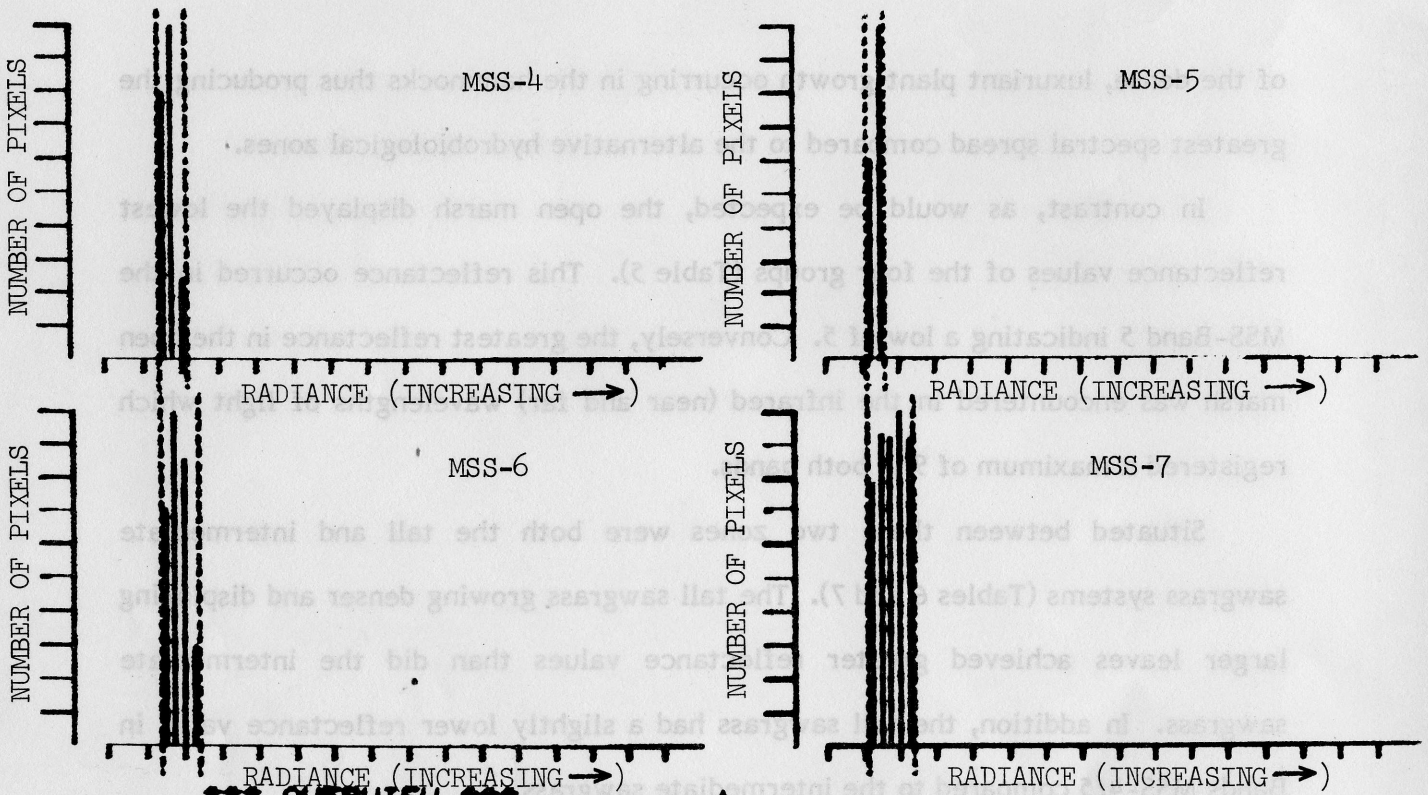 NUMBER OF PIXELS
MSS-4
RADIANCE (INCREASING →)
NUMBER OF PIXELS
MSS-5
RADIANCE (INCREASING →)
NUMBER OF PIXELS
MSS-6
RADIANCE (INCREASING →)
NUMBER OF PIXELS
MSS-7
RADIANCE (INCREASING →)
of the dense, luxuriant plant growth occurring in the hammocks thus producing the
greatest spectral spread compared to the alternative hydrobiological zones.
In contrast, as would be expected, the open marsh displayed the lowest
reflectance values of the four groups (Table 5). This reflectance occurred in the
MSS-Band 5 indicating a low of 5. Conversely, the greatest reflectance in the open
marsh was encountered in the infrared (near and far) wavelengths of light which
registered a maximum of both bands.
Situated between these two zones were both the tall and intermediate
sawgrass systems (Tables 6 and 7). The tall sawgrass growing denser and displaying
larger leaves achieved greater reflectance values than did the intermediate
sawgrass. In addition, the tall sawgrass had a slightly lower reflectance value in
bands MSS-4/5 compared to the intermediate sawgrass